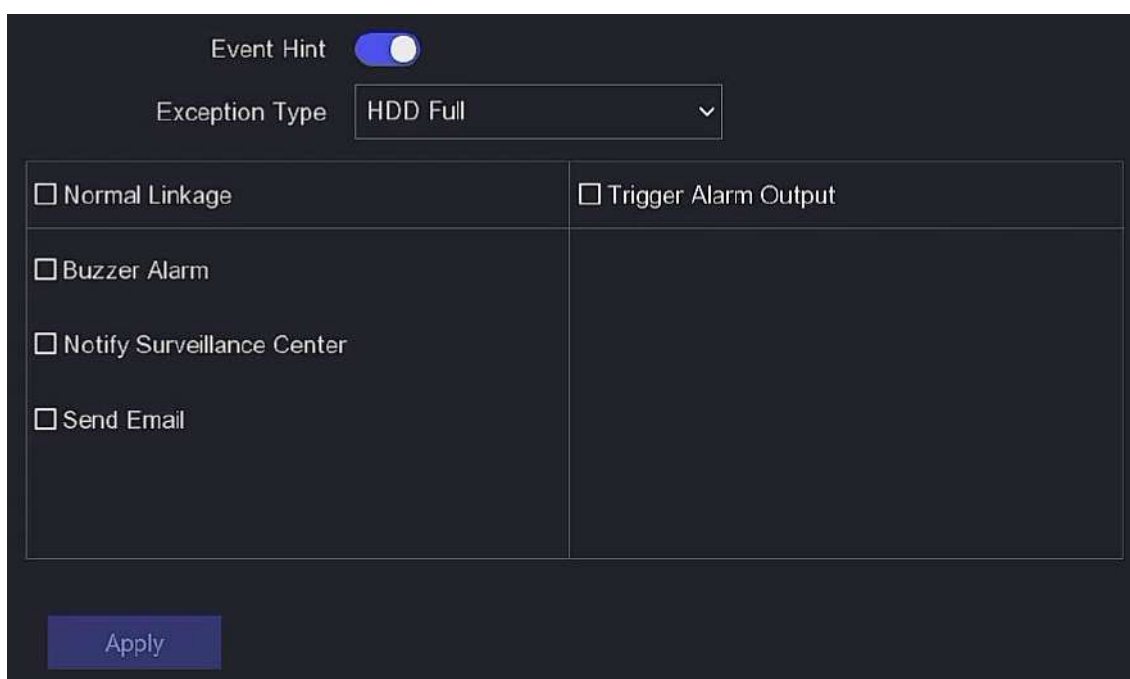 Event Hint
Exception Type HDD Full
Normal Linkage Trigger Alarm Output
Buzzer Alarm
Notify Surveillance Center
Send Email
Apply